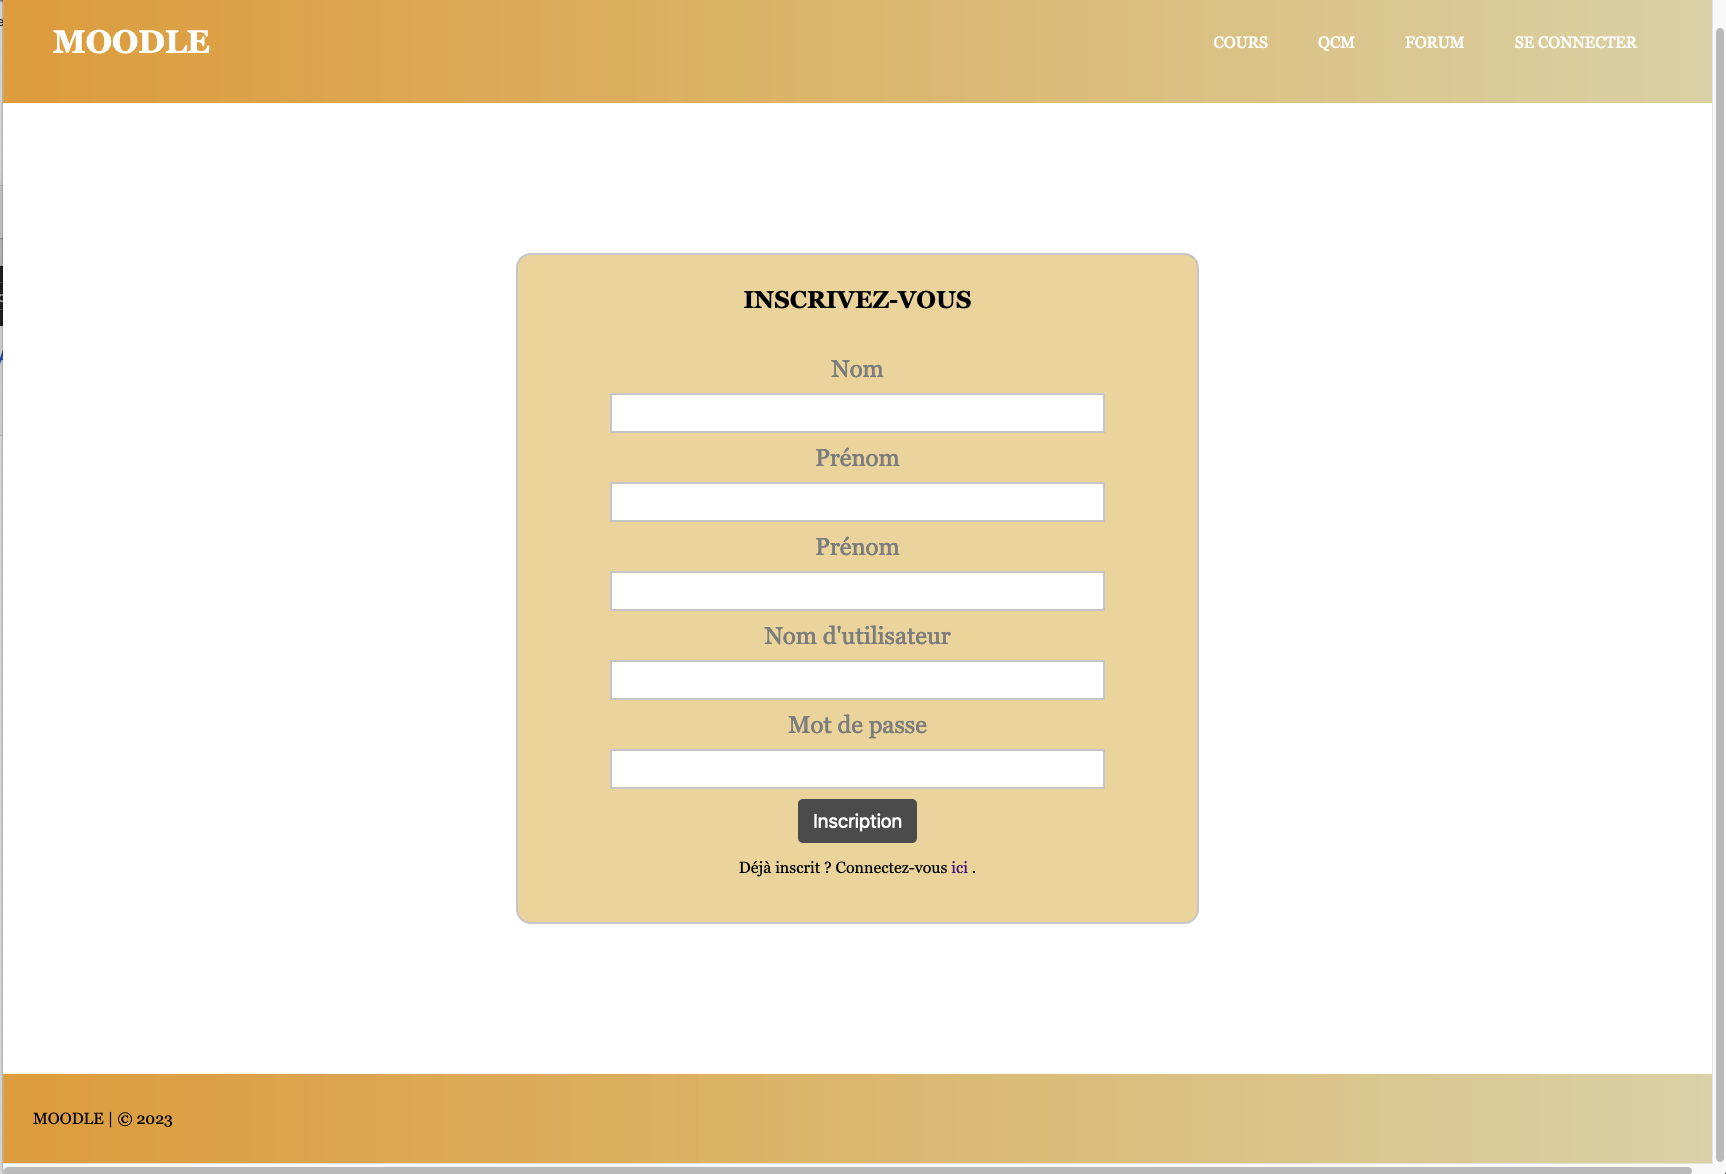 MOODLE
COURS QCM FORUM SE CONNECTER
INSCRIVEZ-VOUS
Nom
Prénom
Prénom
Nom d'utilisateur
Mot de passe
Inscription
Déjà inscrit ? Connectez-vous ici .
MOODLE | © 2023